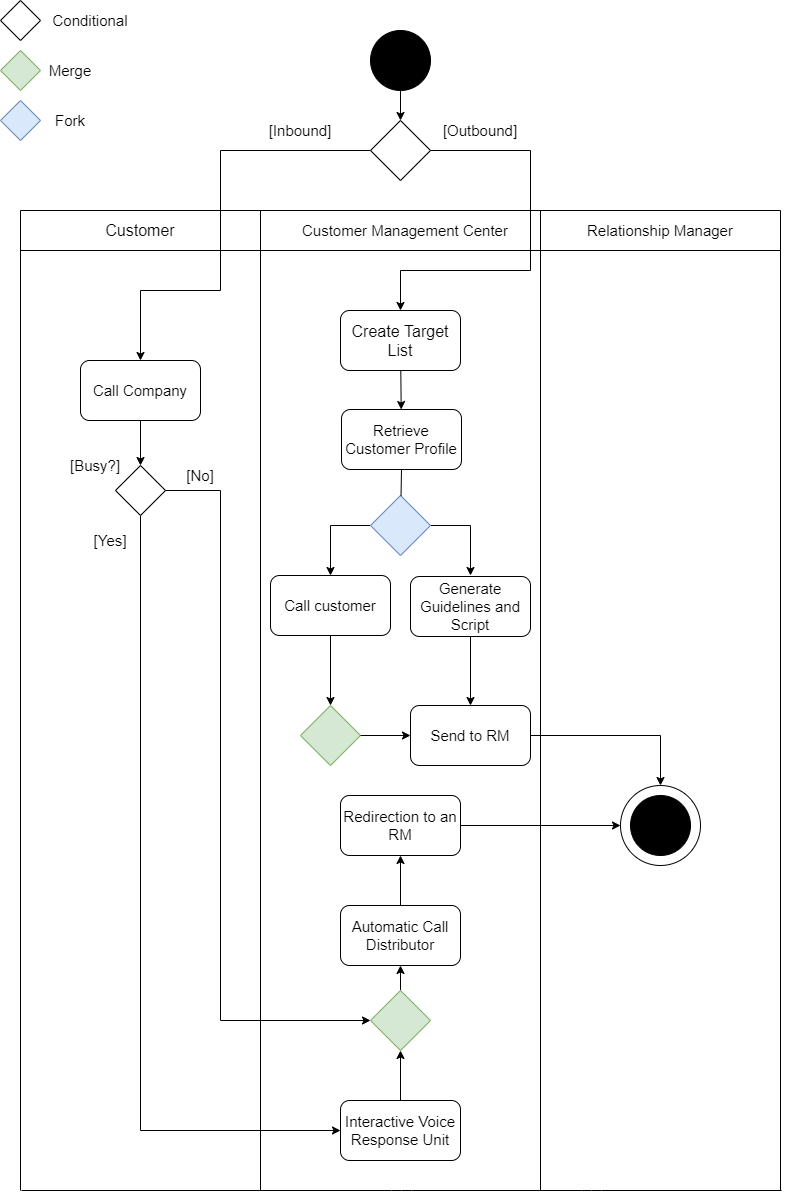 Conditional
Merge
Fork
[Inbound]
[Outbound]
Customer
Customer Management Center
Relationship Manager
Create Target
List
Call Company
Retrieve
Customer Profile
[Busy?]
[No]
[Yes]
Call customer
Generate
Guidelines and
Script
Send to RM
Redirection to an
RM
Automatic Call
Distributor
Interactive Voice
Response Unit